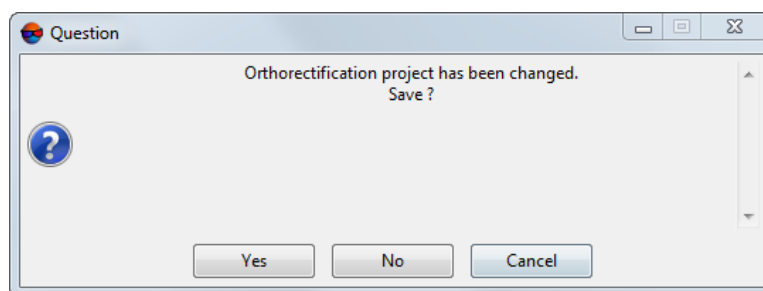 Question
Orthorectification project has been changed.
Save ?
Yes No Cancel